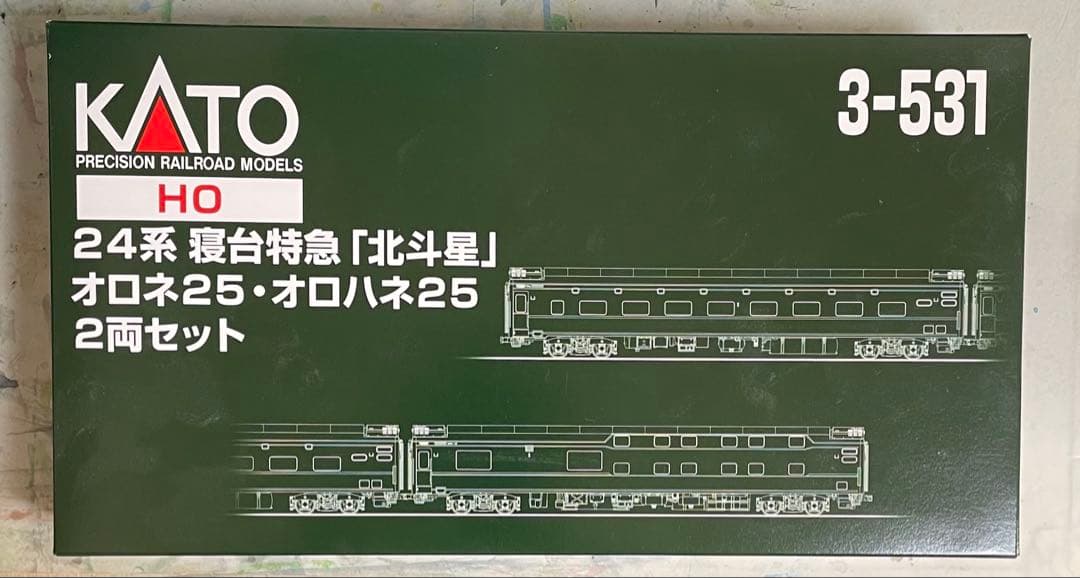 KATO
PRECISION RAILROAD MODELS
HO
3-531
24系 寝台特急「北斗星」
オロネ25・オロハネ25
2両セット